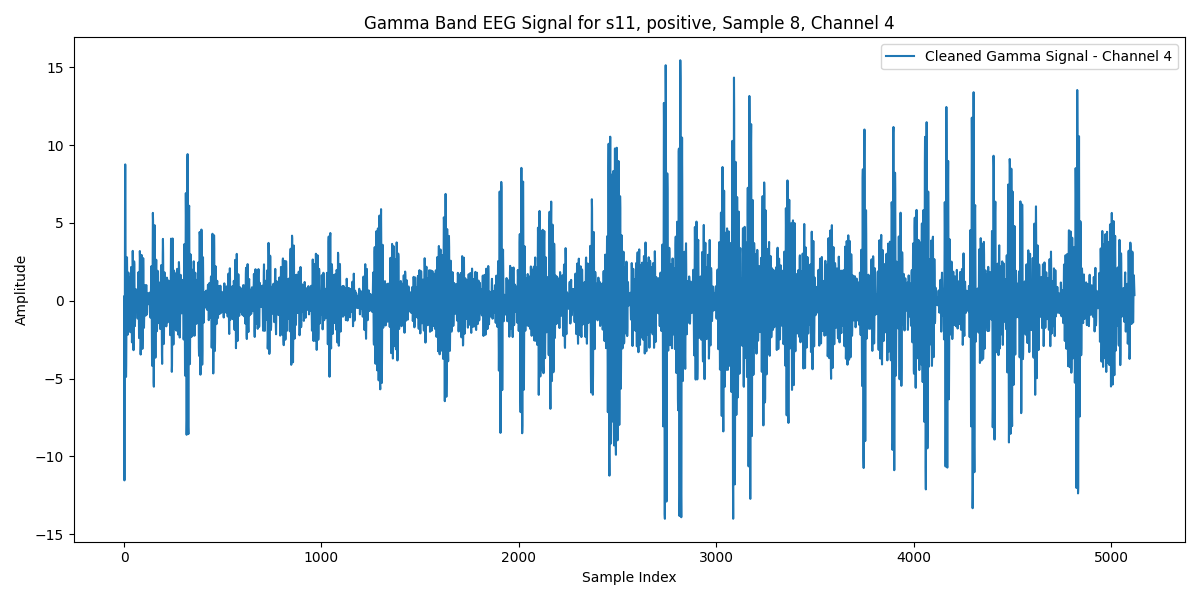 Gamma Band EEG Signal for s11, positive, Sample 8, Channel 4
Cleaned Gamma Signal - Channel 4
Amplitude
15
10
5
0
−5
−10
−15
0 1000 2000 3000 4000 5000
Sample Index